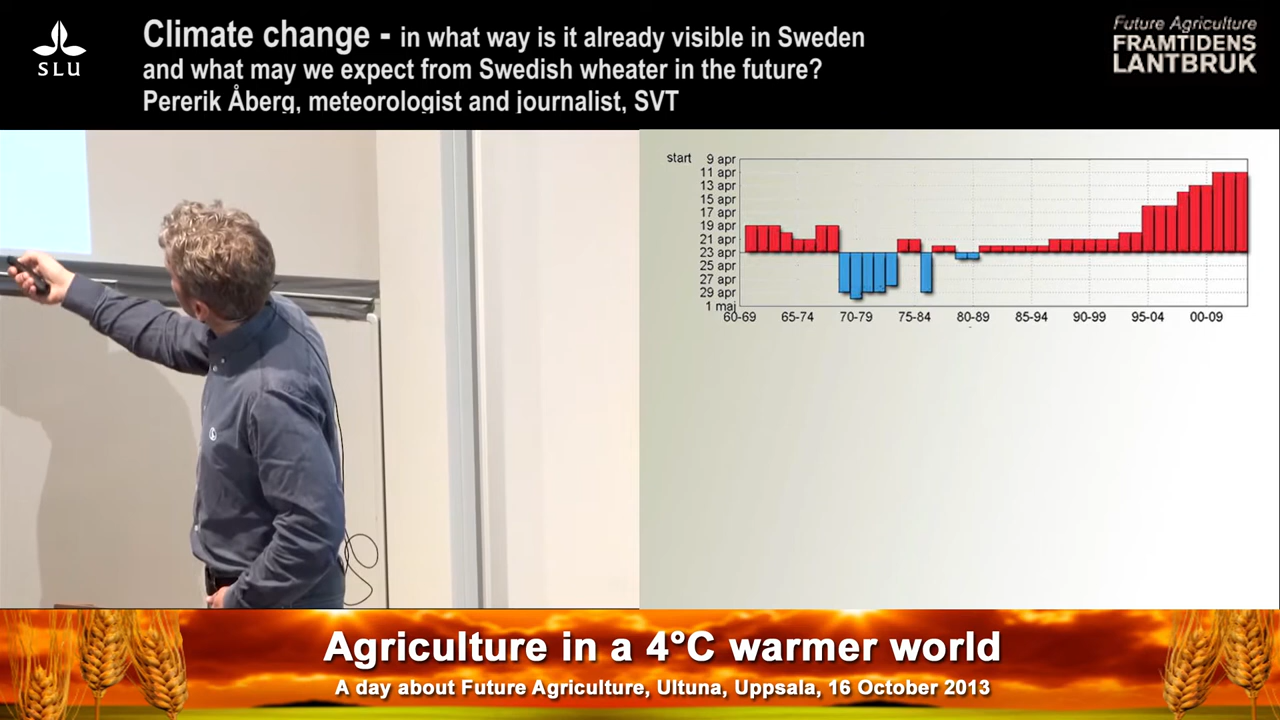 SLU
Climate change - in what way is it already visible in Sweden
and what may we expect from Swedish wheater in the future?
Pererik Åberg, meteorologist and journalist, SVT
Future Agriculture
FRAMTIDENS
LANTBRUK
start
9 apr
11 apr
13 apr
15 apr
17 apr
19 apr
21 apr
23 apr
25 apr
27 apr
29 apr
1 maj
60-69 65-74 70-79 75-84 80-89 85-94 90-99 95-04 00-09
Agriculture in a 4°C warmer world
A day about Future Agriculture, Ultuna, Uppsala, 16 October 2013